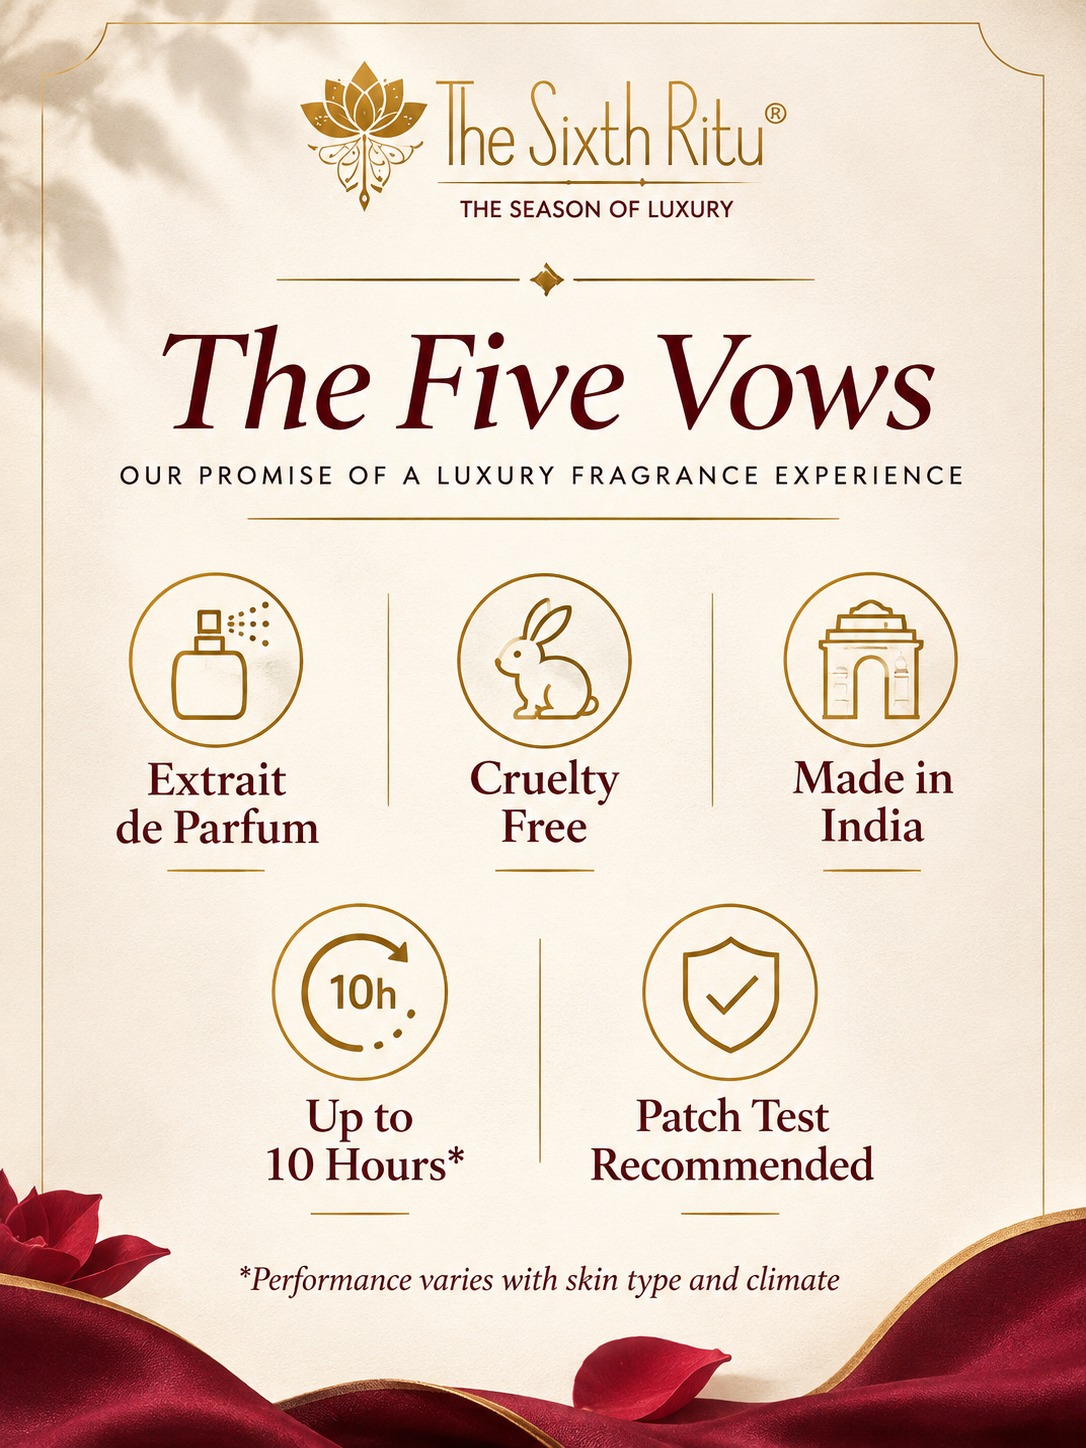 The Sixth Ritu®
THE SEASON OF LUXURY
The Five Vows
OUR PROMISE OF A LUXURY FRAGRANCE EXPERIENCE
Extrait
de Parfum
Cruelty
Free
Made in
India
10h
Up to
10 Hours*
Patch Test
Recommended
*Performance varies with skin type and climate